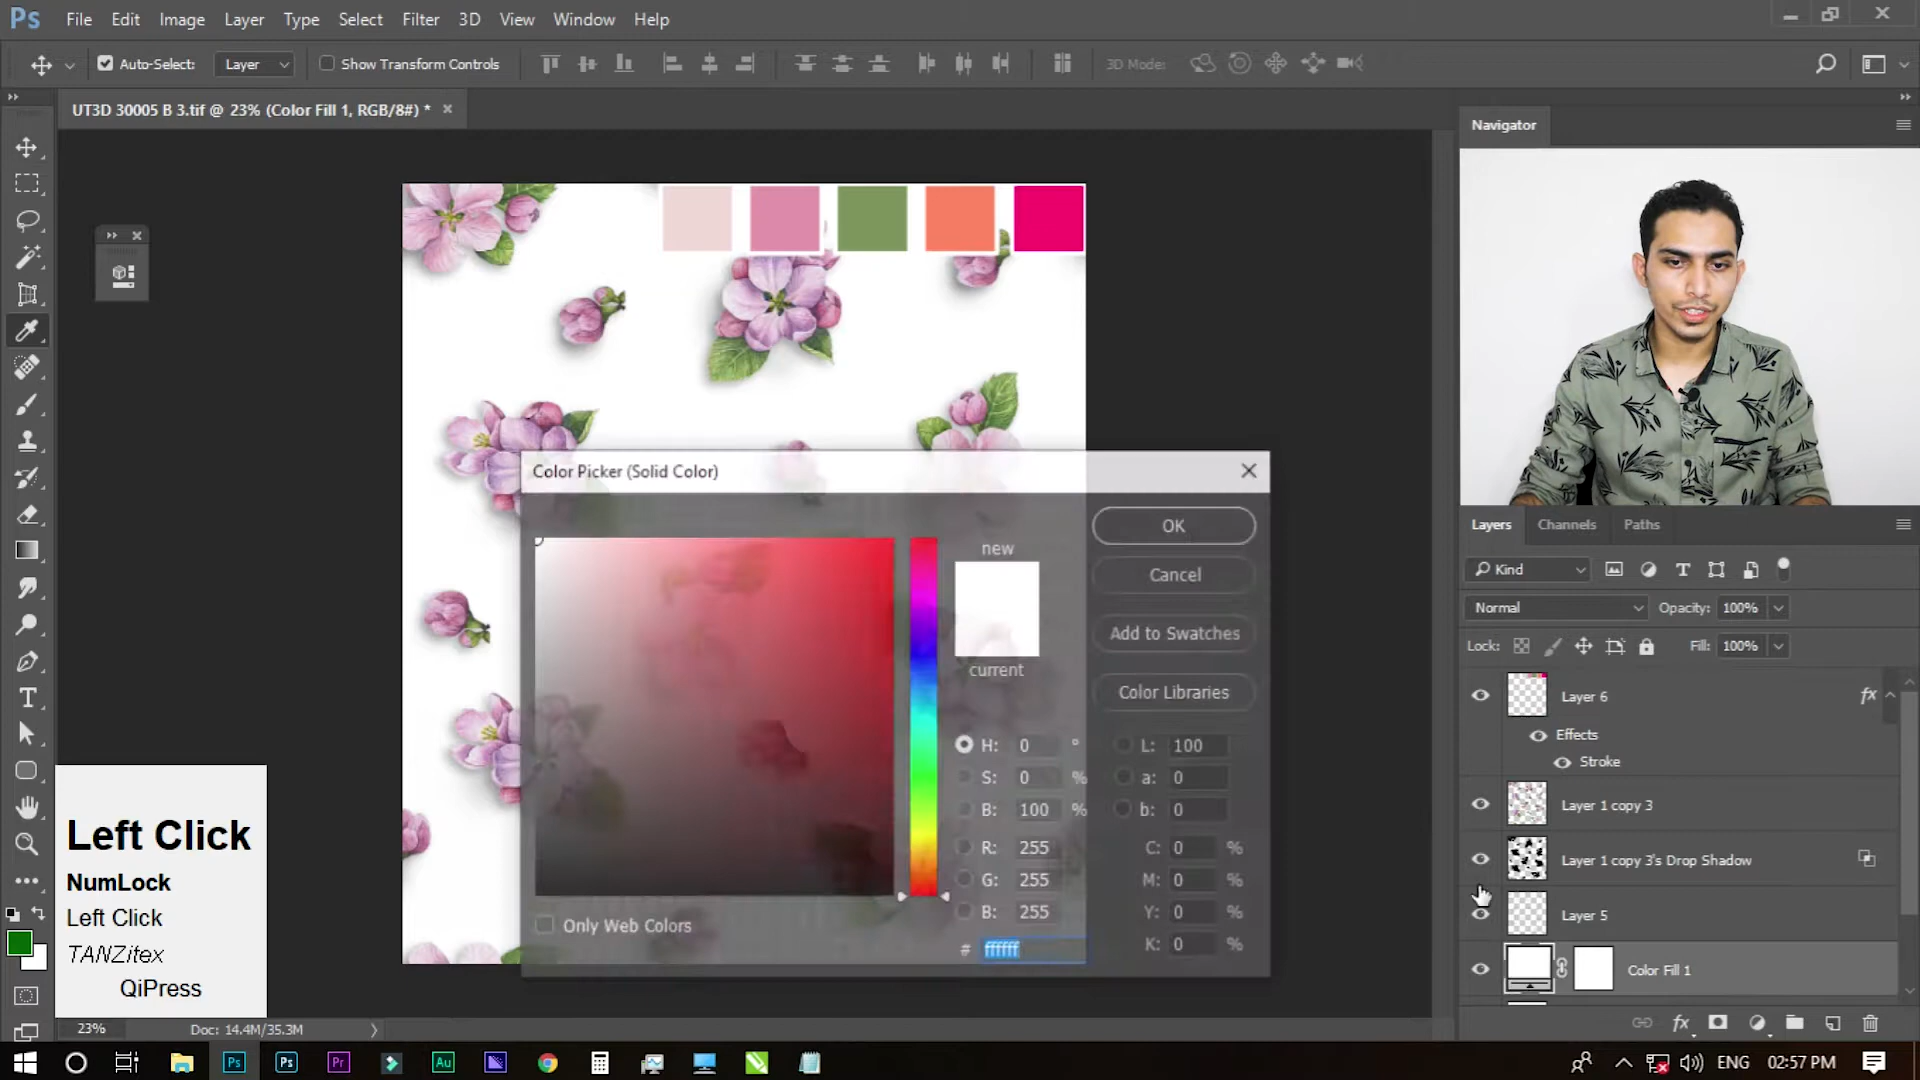 Ps File Edit Image Layer Type Select Filter 3D View Window Help
Auto-Select: Layer Show Transform Controls 3D Mode:
UT3D 30005 B 3.tif @ 23% (Color Fill 1, RGB/8#) *
Navigator
Color Picker (Solid Color)
OK
new
Cancel
Add to Swatches
current
Color Libraries
H: 0 ° L: 100
S: 0 % a: 0
B: 100 % b: 0
R: 255 C: 0 %
G: 255 M: 0 %
B: 255 Y: 0 %
# ffffff K: 0 %
Only Web Colors
Layers Channels Paths
Kind
Normal Opacity: 100%
Lock: Fill: 100%
Layer 6 fx
Effects
Stroke
Layer 1 copy 3
Layer 1 copy 3's Drop Shadow
Layer 5
Color Fill 1
fx
Left Click
NumLock
Left Click
TANZitex
QiPress
23% Doc: 14.4M/35.3M
Ps Ps Pr Au
ENG 02:57 PM